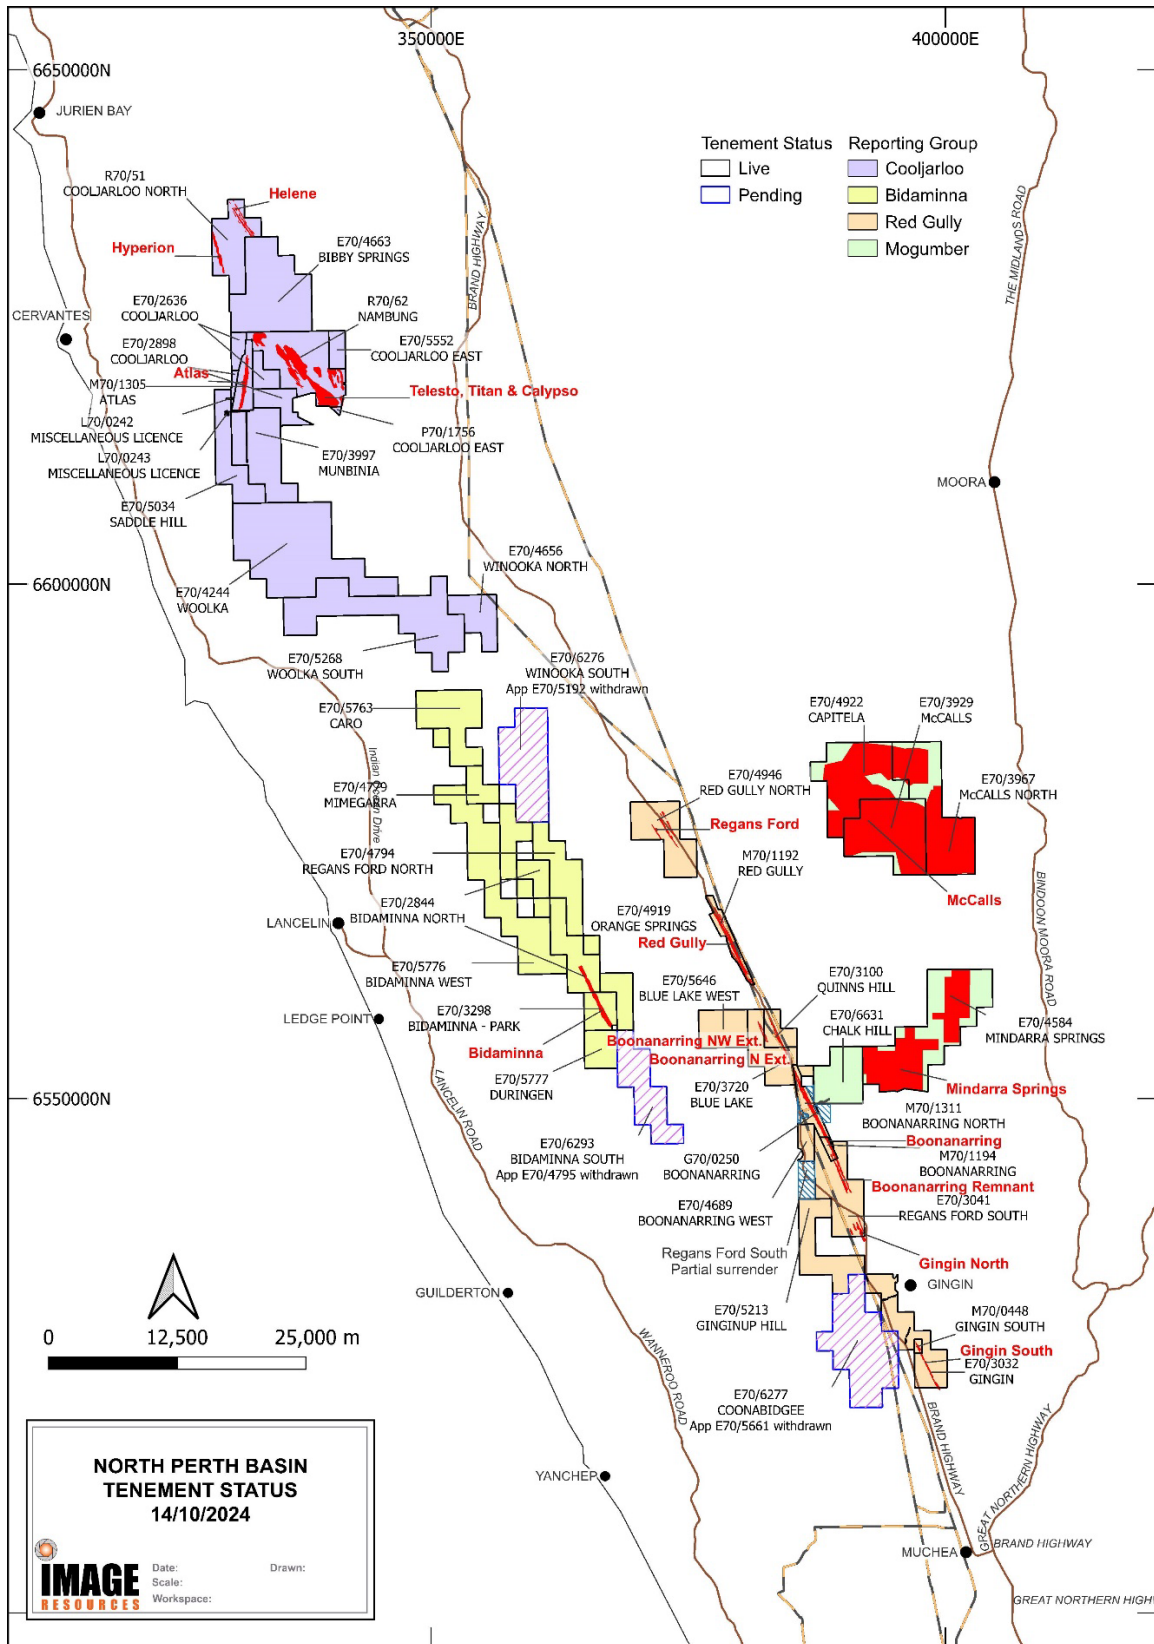 350000E
400000E
6650000N
JURIEN BAY
Tenement Status
Live
Pending
Reporting Group
Cooljarloo
Bidaminna
Red Gully
Mogumber
THE MIDLANDS ROAD
R70/51
COOLJARLOO NORTH
Helene
Hyperion
BRAND HIGHWAY
E70/4663
BIBBY SPRINGS
E70/2636
COOLJARLOO
R70/62
NAMBUNG
CERVANTES
E70/2898
COOLJARLOO
E70/5552
COOLJARLOO EAST
Atlas
M70/1305
ATLAS
Telesto, Titan & Calypso
L70/0242
MISCELLANEOUS LICENCE
P70/1756
COOLJARLOO EAST
L70/0243
MISCELLANEOUS LICENCE
E70/3997
MUNBINIA
MOORA
E70/5034
SADDLE HILL
E70/4656
WINOOKA NORTH
6600000N
E70/4244
WOOLKA
E70/5268
WOOLKA SOUTH
E70/6276
WINOOKA SOUTH
App E70/5192 withdrawn
E70/5763
CARO
E70/4922
CAPITELA
E70/3929
McCALLS
Indian Ocean Drive
E70/4779
MIMEGARRA
E70/4946
RED GULLY NORTH
E70/3967
McCALLS NORTH
Regans Ford
E70/4794
REGANS FORD NORTH
M70/1192
RED GULLY
BINDOON MOORA ROAD
McCalls
E70/2844
BIDAMINNA NORTH
E70/4919
ORANGE SPRINGS
LANCELIN
Red Gully
E70/5776
BIDAMINNA WEST
E70/5646
BLUE LAKE WEST
E70/3100
QUINNS HILL
E70/3298
BIDAMINNA - PARK
E70/6631
CHALK HILL
E70/4584
MINDARRA SPRINGS
LEDGE POINT
Bidaminna
Boonanarring NW Ext.
Boonanarring N Ext.
E70/5777
DURINGEN
E70/3720
BLUE LAKE
Mindarra Springs
LANCELIN ROAD
6550000N
M70/1311
BOONANARRING NORTH
Boonanarring
E70/6293
BIDAMINNA SOUTH
App E70/4795 withdrawn
G70/0250
BOONANARRING
M70/1194
BOONANARRING
Boonanarring Remnant
E70/4689
BOONANARRING WEST
E70/3041
REGANS FORD SOUTH
Regans Ford South
Partial surrender
Gingin North
GUILDERTON
GINGIN
E70/5213
GINGINUP HILL
M70/0448
GINGIN SOUTH
0
12,500
25,000 m
WANNEROO ROAD
Gingin South
E70/3032
GINGIN
E70/6277
COONABIDGEE
App E70/5661 withdrawn
BRAND HIGHWAY
GREAT NORTHERN HIGHWAY
NORTH PERTH BASIN
TENEMENT STATUS
14/10/2024
YANCHEP
MUCHEA
BRAND HIGHWAY
IMAGE
RESOURCES
Date:
Drawn:
Scale:
Workspace:
GREAT NORTHERN HIGHW